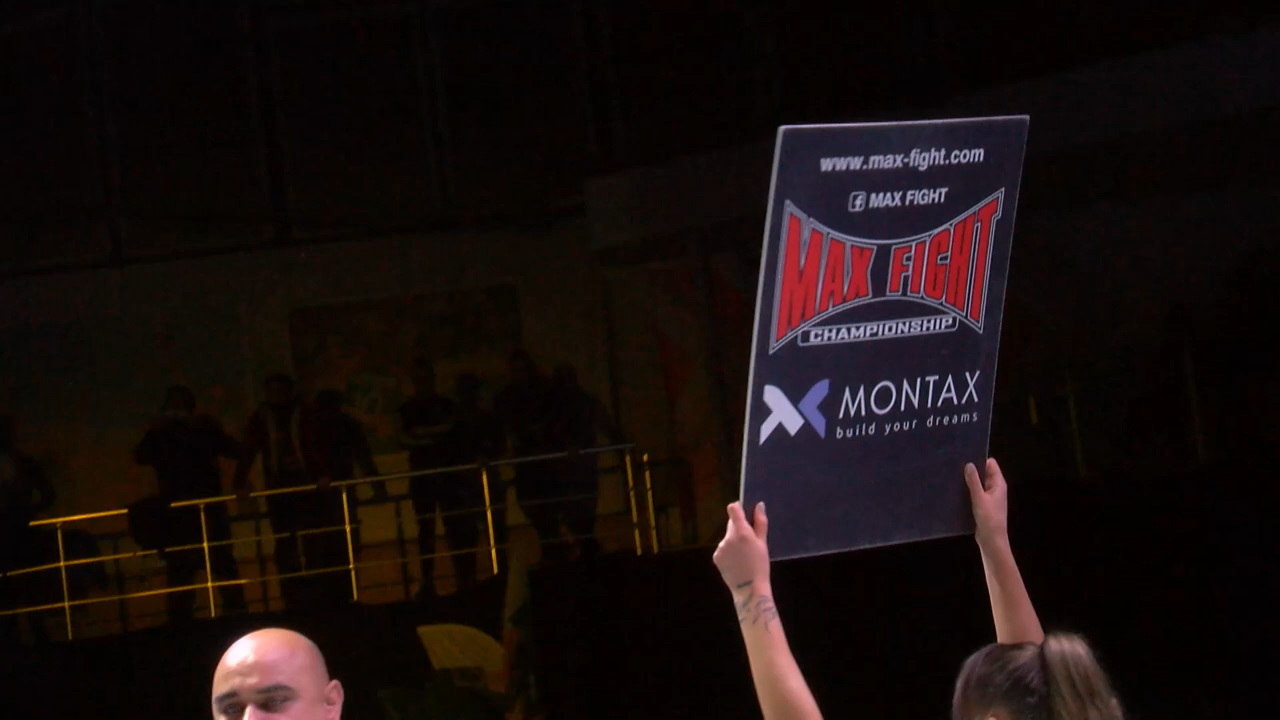 www.max-fight.com
MAX FIGHT
MAX FIGHT
CHAMPIONSHIP
MONTAX
build your dreams